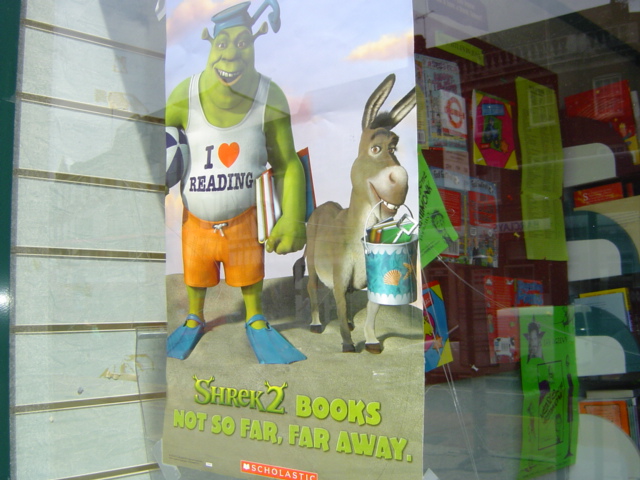 I ♥
READING
SHREK 2 BOOKS
NOT SO FAR, FAR AWAY.
SCHOLASTIC